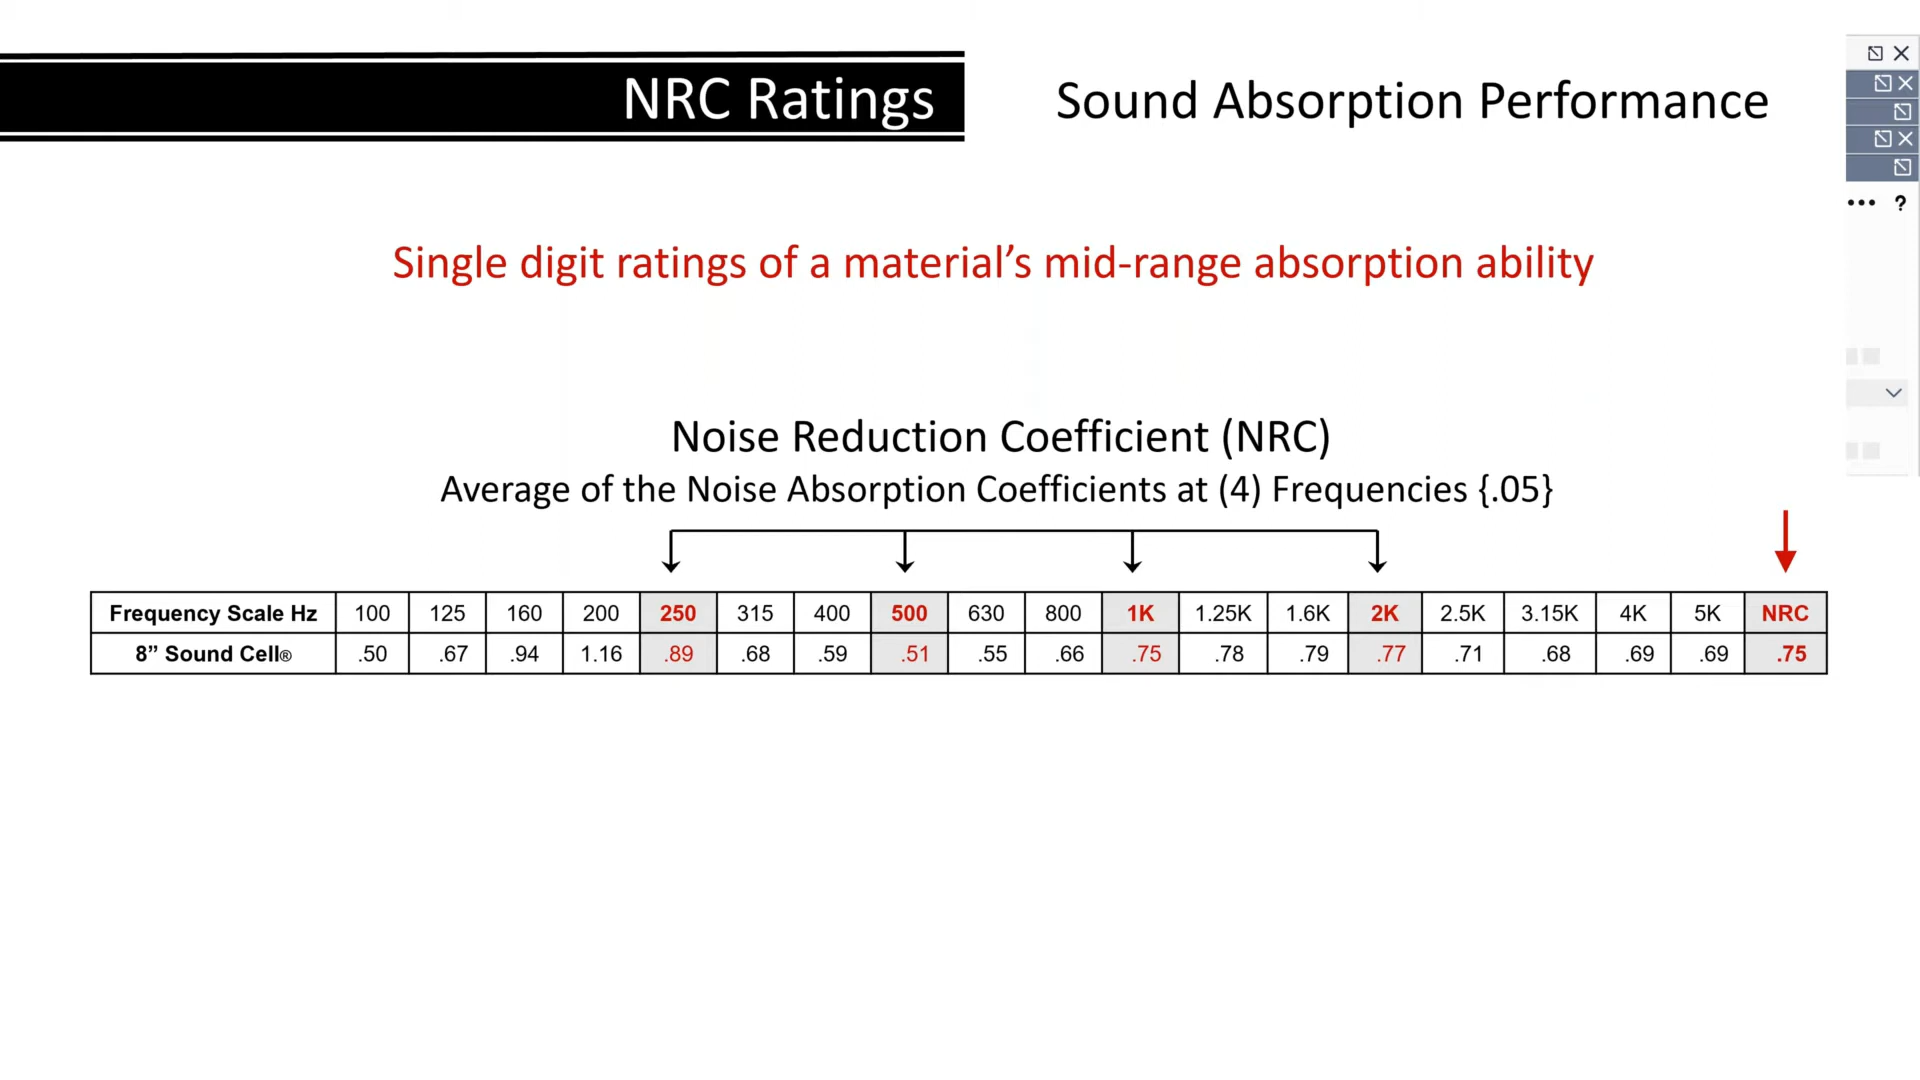 NRC Ratings
Sound Absorption Performance
Single digit ratings of a material’s mid-range absorption ability
Noise Reduction Coefficient (NRC)
Average of the Noise Absorption Coefficients at (4) Frequencies {.05}
Frequency Scale Hz 100 125 160 200 250 315 400 500 630 800 1K 1.25K 1.6K 2K 2.5K 3.15K 4K 5K NRC
8” Sound Cell® .50 .67 .94 1.16 .89 .68 .59 .51 .55 .66 .75 .78 .79 .77 .71 .68 .69 .69 .75
... ?